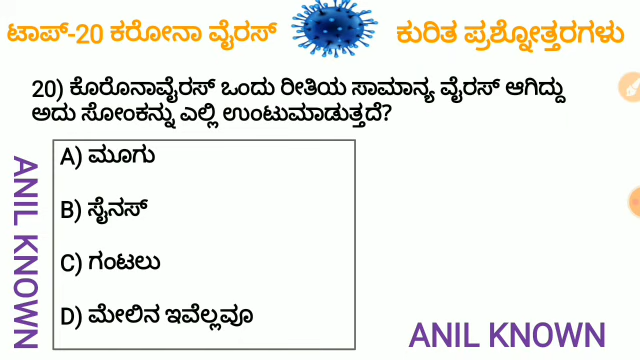 ಟಾಪ್-20 ಕರೋನಾ ವೈರಸ್ ಕುರಿತ ಪ್ರಶ್ನೋತ್ತರಗಳು
20) ಕೊರೊನಾವೈರಸ್ ಒಂದು ರೀತಿಯ ಸಾಮಾನ್ಯ ವೈರಸ್ ಆಗಿದ್ದು
ಅದು ಸೋಂಕನ್ನು ಎಲ್ಲಿ ಉಂಟುಮಾಡುತ್ತದೆ?
A) ಮೂಗು
B) ಸೈನಸ್
C) ಗಂಟಲು
D) ಮೇಲಿನ ಇವೆಲ್ಲವೂ
ANIL KNOWN
ANIL KNOWN